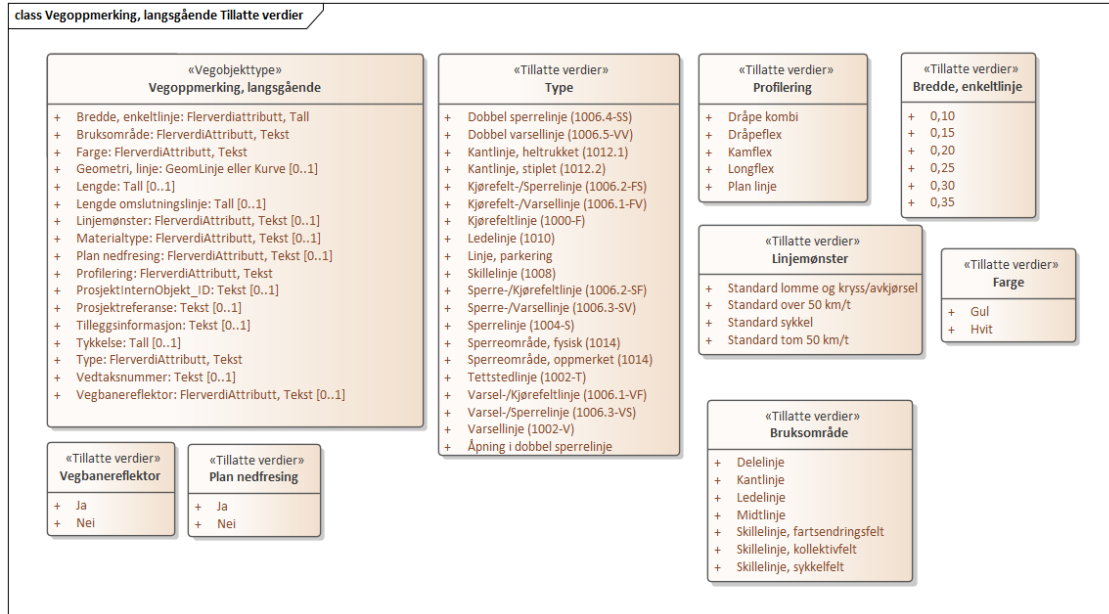 class Vegoppmerking, langsgående Tillatte verdier
«Vegobjekttype»
Vegoppmerking, langsgående
+ Bredde, enkeltlinje: Flerverdiattributt, Tall
+ Bruksområde: FlerverdiAttributt, Tekst
+ Farge: FlerverdiAttributt, Tekst
+ Geometri, linje: GeomLinje eller Kurve [0..1]
+ Lengde: Tall [0..1]
+ Lengde omslutningslinje: Tall [0..1]
+ Linjemønster: FlerverdiAttributt, Tekst [0..1]
+ Materialtype: FlerverdiAttributt, Tekst [0..1]
+ Plan nedfresing: FlerverdiAttributt, Tekst [0..1]
+ Profilering: FlerverdiAttributt, Tekst
+ ProsjektInternObjekt_ID: Tekst [0..1]
+ Prosjektreferanse: Tekst [0..1]
+ Tilleggsinformasjon: Tekst [0..1]
+ Tykkelse: Tall [0..1]
+ Type: FlerverdiAttributt, Tekst
+ Vedtaksnummer: Tekst [0..1]
+ Vegbanereflektor: FlerverdiAttributt, Tekst [0..1]
«Tillatte verdier»
Type
+ Dobbel sperrelinje (1006.4-SS)
+ Dobbel varsellinje (1006.5-VV)
+ Kantlinje, heltrukket (1012.1)
+ Kantlinje, stiplet (1012.2)
+ Kjørefelt-/Sperrelinje (1006.2-FS)
+ Kjørefelt-/Varsellinje (1006.1-FV)
+ Kjørefeltlinje (1000-F)
+ Ledelinje (1010)
+ Linje, parkering
+ Skillelinje (1008)
+ Sperre-/Kjørefeltlinje (1006.2-SF)
+ Sperre-/Varsellinje (1006.3-SV)
+ Sperrelinje (1004-S)
+ Sperreområde, fysisk (1014)
+ Sperreområde, oppmerket (1014)
+ Tettstedlinje (1002-T)
+ Varsel-/Kjørefeltlinje (1006.1-VF)
+ Varsel-/Sperrelinje (1006.3-VS)
+ Varsellinje (1002-V)
+ Åpning i dobbel sperrelinje
«Tillatte verdier»
Profilering
+ Dråpe kombi
+ Dråpeflex
+ Kamflex
+ Longflex
+ Plan linje
«Tillatte verdier»
Bredde, enkeltlinje
+ 0,10
+ 0,15
+ 0,20
+ 0,25
+ 0,30
+ 0,35
«Tillatte verdier»
Linjemønster
+ Standard lomme og kryss/avkjørsel
+ Standard over 50 km/t
+ Standard sykkel
+ Standard tom 50 km/t
«Tillatte verdier»
Farge
+ Gul
+ Hvit
«Tillatte verdier»
Bruksområde
+ Delelinje
+ Kantlinje
+ Ledelinje
+ Midtlinje
+ Skillelinje, fartsendringsfelt
+ Skillelinje, kollektivfelt
+ Skillelinje, sykkelfelt
«Tillatte verdier»
Vegbanereflektor
+ Ja
+ Nei
«Tillatte verdier»
Plan nedfresing
+ Ja
+ Nei